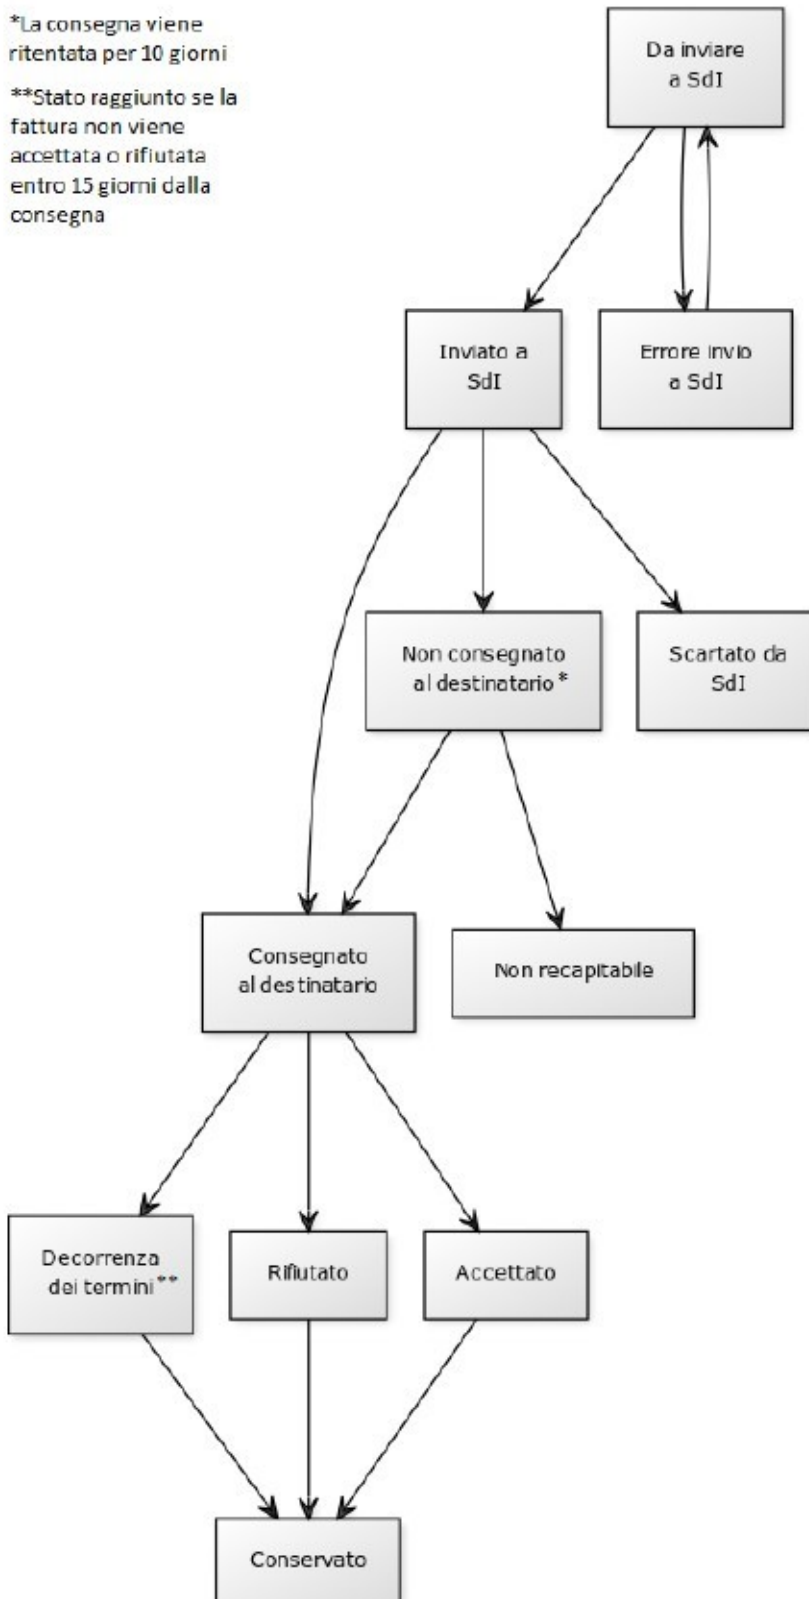 *La consegna viene
ritentata per 10 giorni
**Stato raggiunto se la
fattura non viene
accettata o rifiutata
entro 15 giorni dalla
consegna
Da inviare
a SdI
Inviato a
SdI
Errore invio
a SdI
Non consegnato
al destinatario*
Scartato da
SdI
Consegnato
al destinatario
Non recapitabile
Decorrenza
dei termini**
Rifiutato
Accettato
Conservato